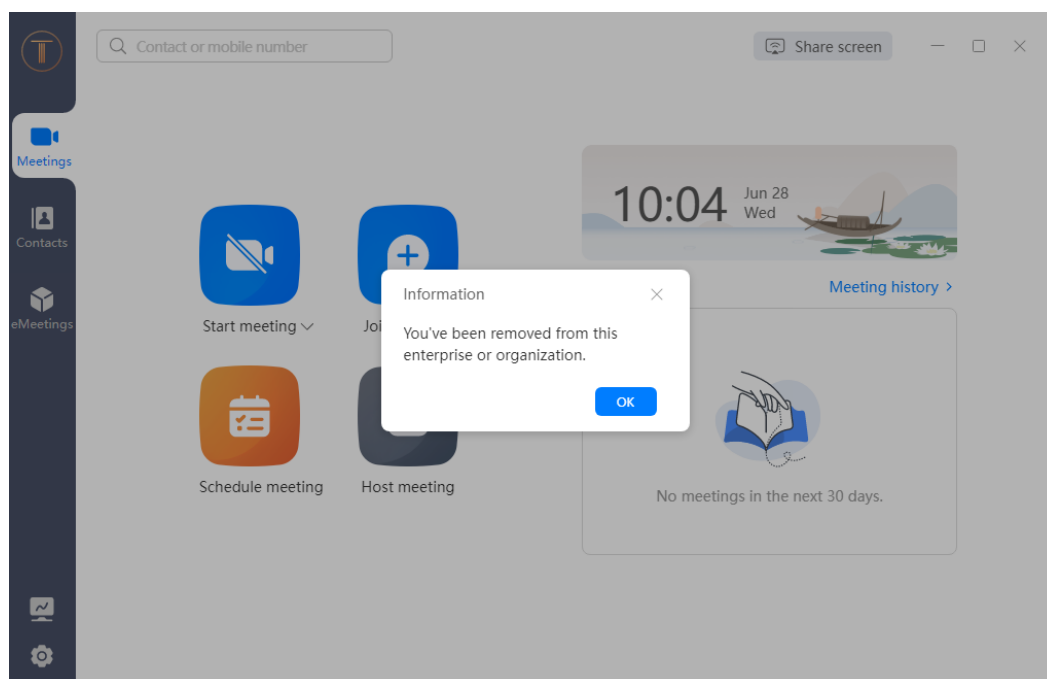 Contact or mobile number
Share screen
Meetings
Contacts
eMeetings
10:04
Jun 28
Wed
Meeting history
Start meeting
Joi
Information
You've been removed from this
enterprise or organization.
OK
Schedule meeting
Host meeting
No meetings in the next 30 days.